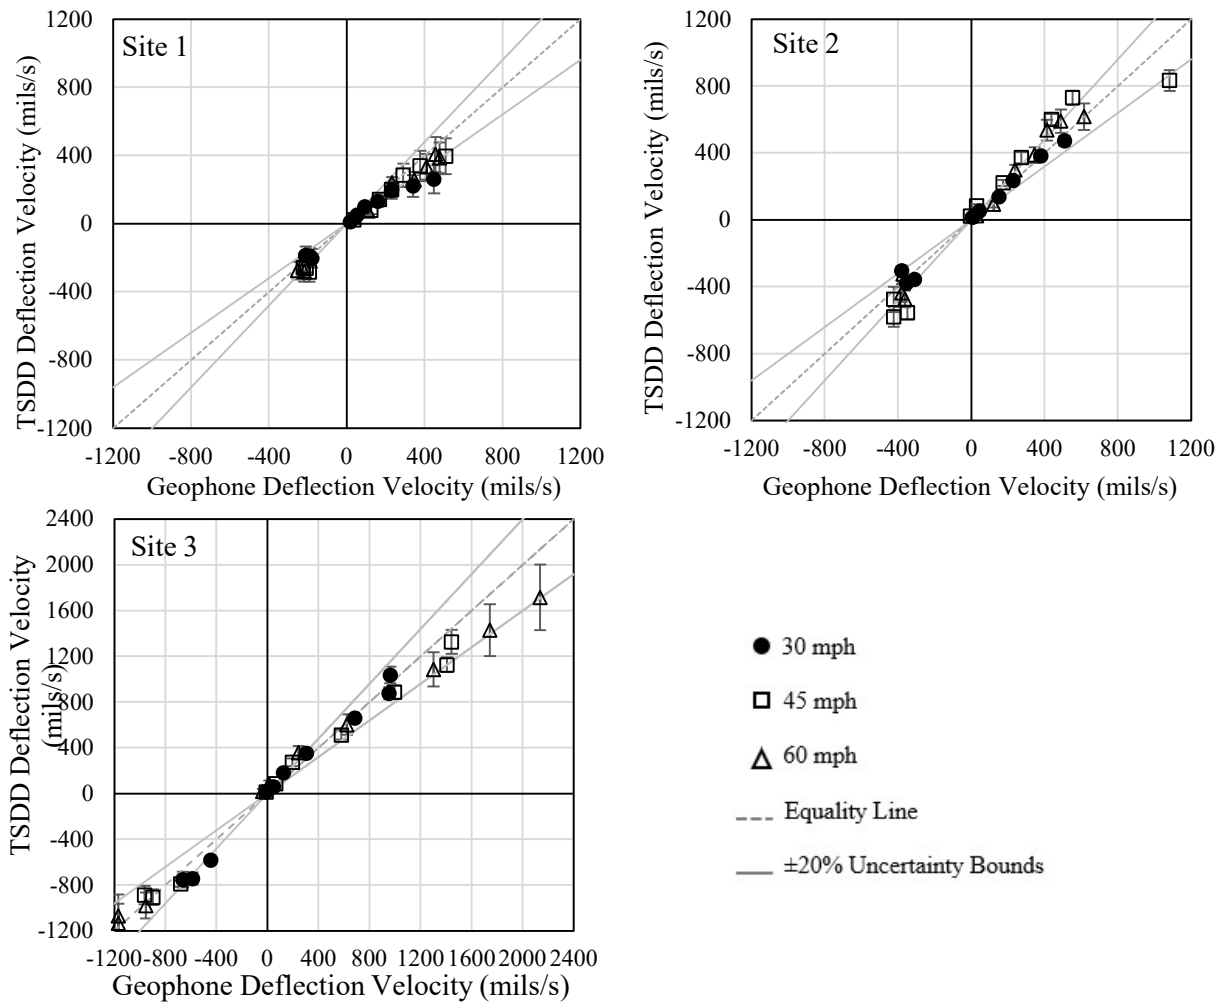 Site 1
TSDD Deflection Velocity (mils/s)
1200
800
400
0
-400
-800
-1200
-1200 -800 -400 0 400 800 1200
Geophone Deflection Velocity (mils/s)
Site 2
TSDD Deflection Velocity (mils/s)
1200
800
400
0
-400
-800
-1200
-1200 -800 -400 0 400 800 1200
Geophone Deflection Velocity (mils/s)
Site 3
TSDD Deflection Velocity
(mils/s)
2400
2000
1600
1200
800
400
0
-400
-800
-1200
-1200 -800 -400 0 400 800 1200 1600 2000 2400
Geophone Deflection Velocity (mils/s)
30 mph
45 mph
60 mph
Equality Line
±20% Uncertainty Bounds